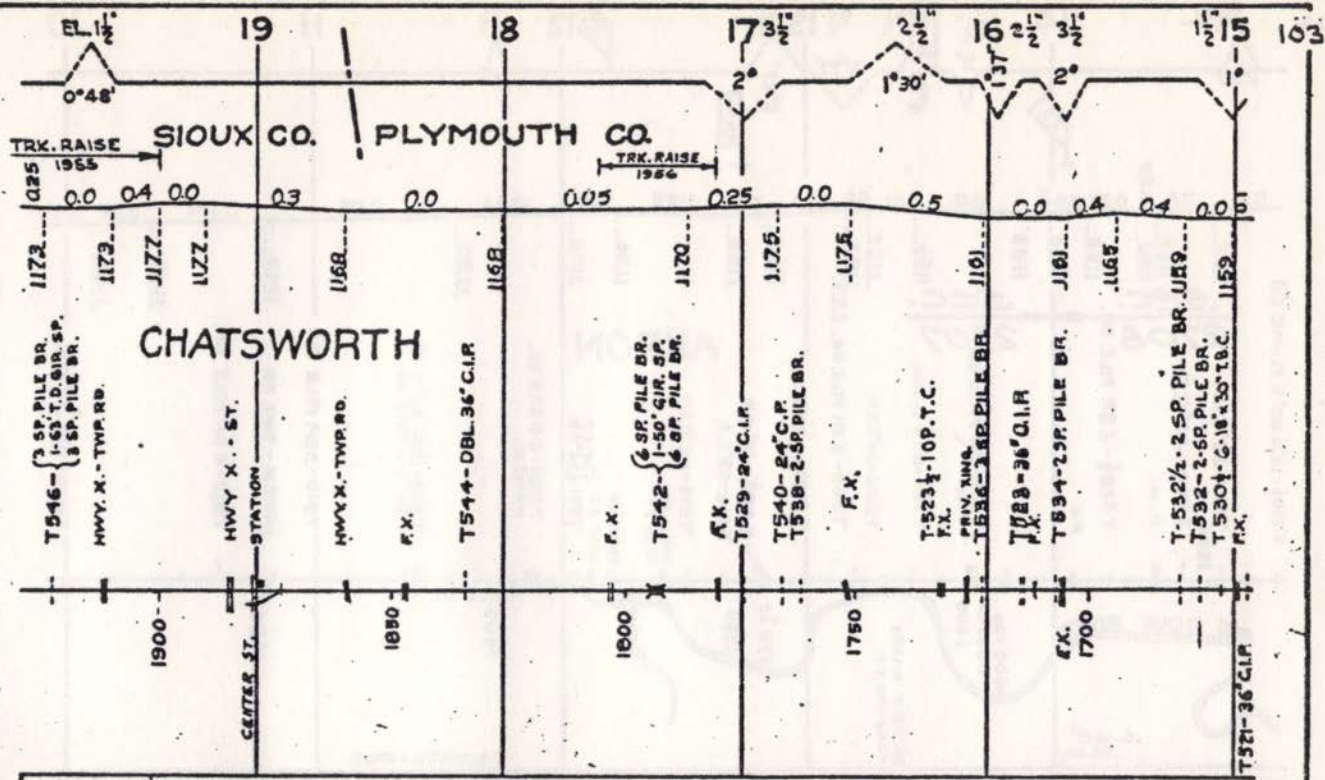 EL. 1½" 19 18 17 3½" 2½" 16 2½" 3½" 1½" 15 103
0°48' 2° 1°30' 1°37' 2° 1°
SIOUX CO. PLYMOUTH CO.
TRK. RAISE
1955
TRK. RAISE
1956
0.25 0.0 0.4 0.0 0.3 0.0 0.05 0.25 0.0 0.5 0.0 0.4 0.4 0.0
1173 1173 1177 1177 1168 1168 1170 1175 1175 1161 1161 1165 1159 1159
CHATSWORTH
T546- 3 SP. PILE BR.
1-63' T.D. GIR. SP.
3 SP. PILE BR.
HWY. X.-TWP. RD.
HWY X.- ST.
STATION
HWY X.- TWP. RD.
F.X.
T544-DBL. 36" C.I.P.
F.X.
T542- 6 SP. PILE BR.
1-50' GIR. SP.
6 SP. PILE BR.
F.X.
T529-24" C.I.P.
T540-24" C.P.
T538-2-SP. PILE BR.
F.X.
T-523½-10 P.T.C.
F.X.
PRIV. XING.
T536- SP. PILE BR.
-36" C.I.P.
F.X.
T534-2 SP. PILE BR.
T-532½-2 SP. PILE BR.
T532-2-SP. PILE BR.
T530½-6-18"x30" T.B.C.
F.X.
1900 1850 1800 1750 1700
CENTER ST.
F.X.
T521-36" C.I.P.